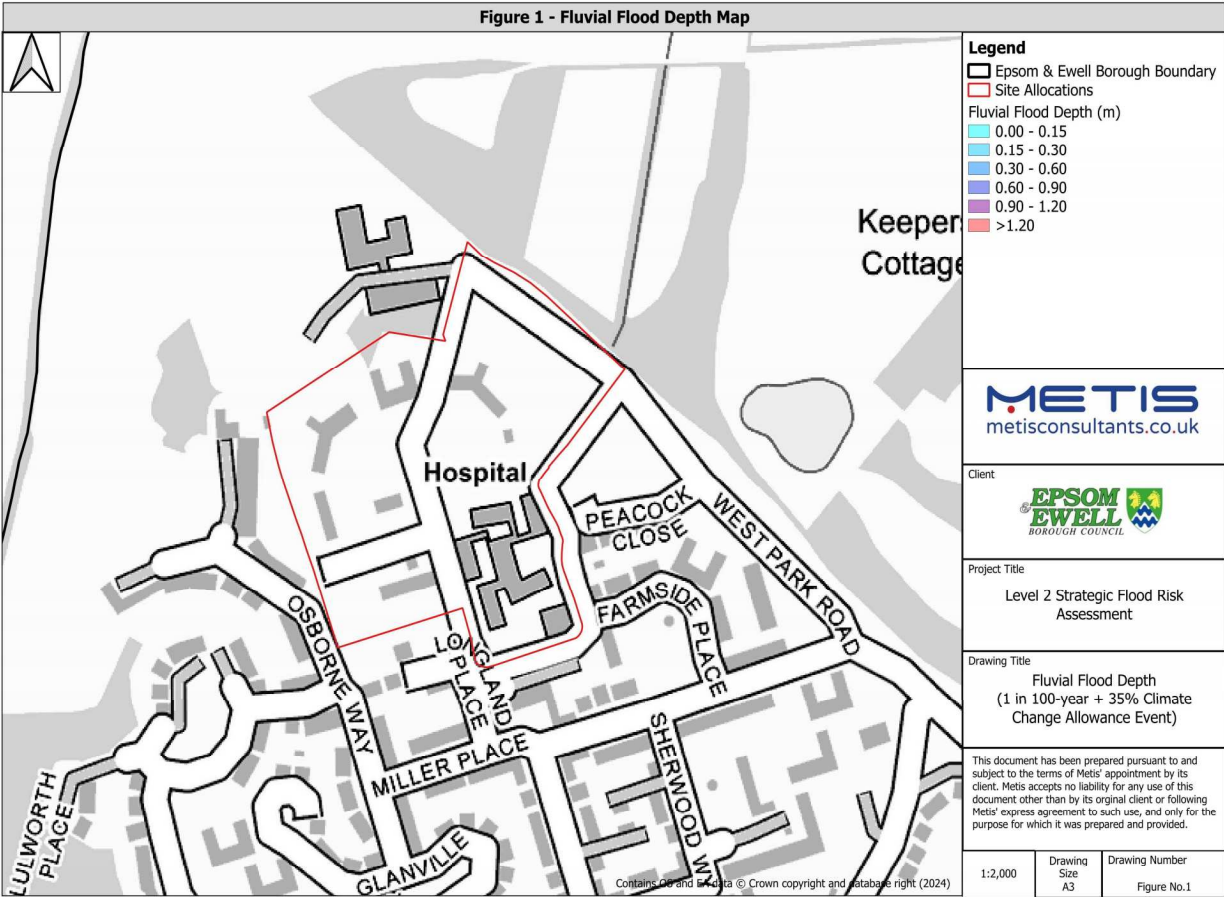 Figure 1 - Fluvial Flood Depth Map
Keepers
Cottage
Hospital
PEACOCK
CLOSE
WEST PARK ROAD
FARMSIDE
PLACE
OSBORNE WAY
LONGLAND
PLACE
MILLER PLACE
SHERWOOD WY
LULWORTH
PLACE
GLANVILLE
Contains OS and EA data © Crown copyright and database right (2024)
Legend
Epsom & Ewell Borough Boundary
Site Allocations
Fluvial Flood Depth (m)
0.00 - 0.15
0.15 - 0.30
0.30 - 0.60
0.60 - 0.90
0.90 - 1.20
>1.20
METIS
metisconsultants.co.uk
Client
EPSOM
& EWELL
BOROUGH COUNCIL
Project Title
Level 2 Strategic Flood Risk
Assessment
Drawing Title
Fluvial Flood Depth
(1 in 100-year + 35% Climate
Change Allowance Event)
This document has been prepared pursuant to and
subject to the terms of Metis' appointment by its
client. Metis accepts no liability for any use of this
document other than by its orginal client or following
Metis' express agreement to such use, and only for the
purpose for which it was prepared and provided.
1:2,000
Drawing
Size
A3
Drawing Number
Figure No.1